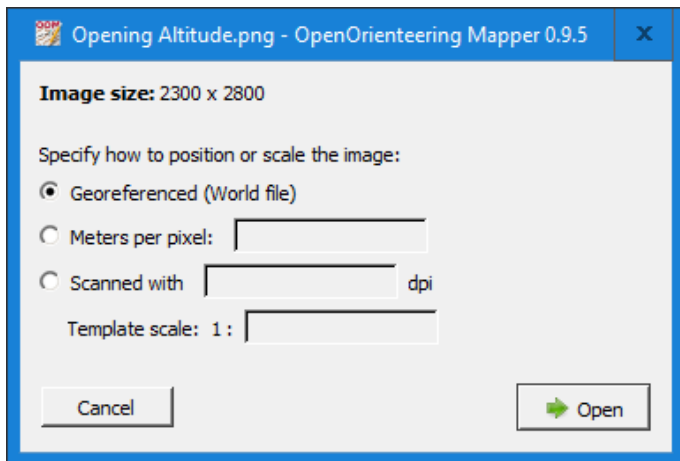 OOM
Opening Altitude.png - OpenOrienteering Mapper 0.9.5 x
Image size: 2300 x 2800
Specify how to position or scale the image:
Georeferenced (World file)
Meters per pixel:
Scanned with dpi
Template scale: 1 :
Cancel Open